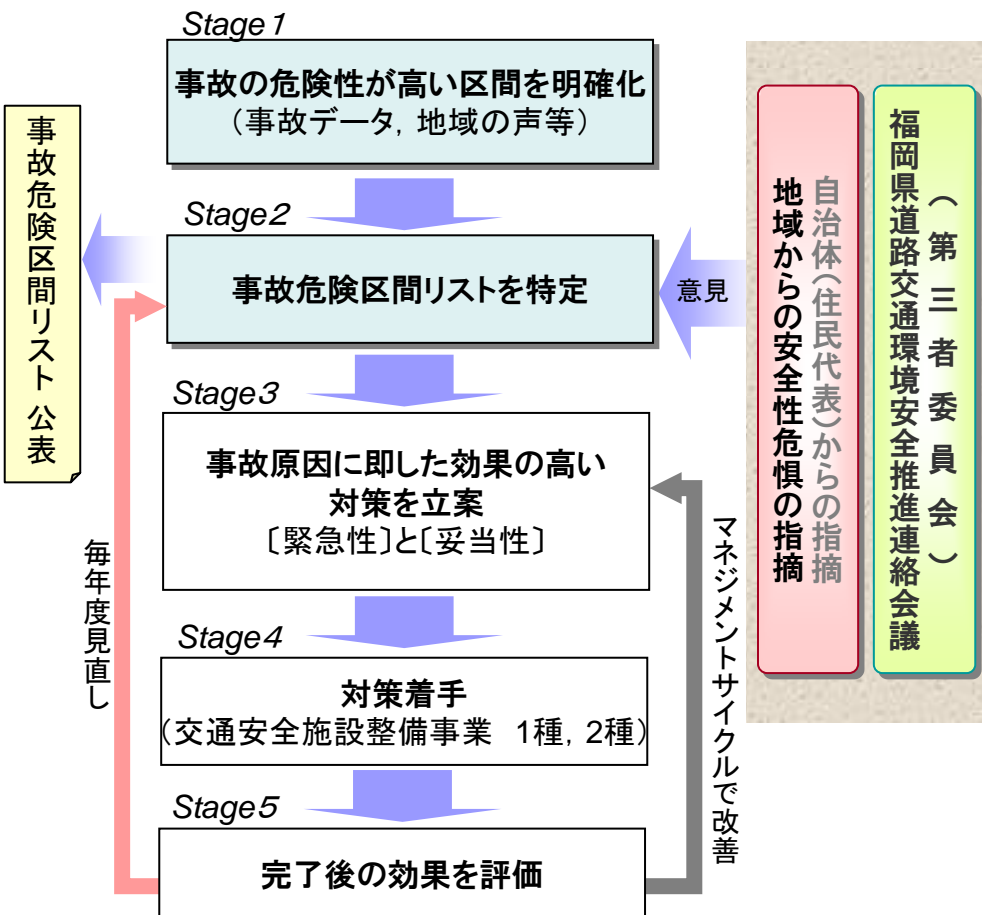 Stage1
事故の危険性が高い区間を明確化
（事故データ，地域の声等）
Stage2
事故危険区間リストを特定
意見
事故危険区間リスト 公表
Stage3
事故原因に即した効果の高い
対策を立案
〔緊急性〕と〔妥当性〕
Stage4
対策着手
（交通安全施設整備事業　1種，2種）
Stage5
完了後の効果を評価
毎年度見直し
マネジメントサイクルで改善
（第三者委員会）
福岡県道路交通環境安全推進連絡会議
自治体（住民代表）からの指摘
地域からの安全性危惧の指摘